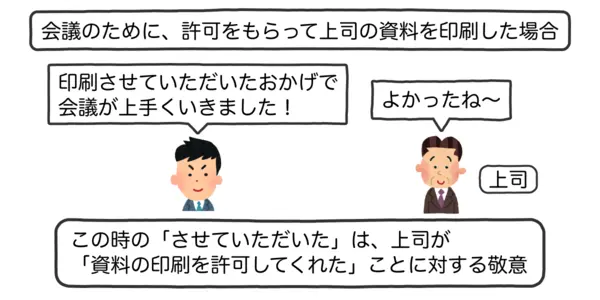 会議のために、許可をもらって上司の資料を印刷した場合
印刷させていただいたおかげで
会議が上手くいきました！
よかったね〜
上司
この時の「させていただいた」は、上司が
「資料の印刷を許可してくれた」ことに対する敬意